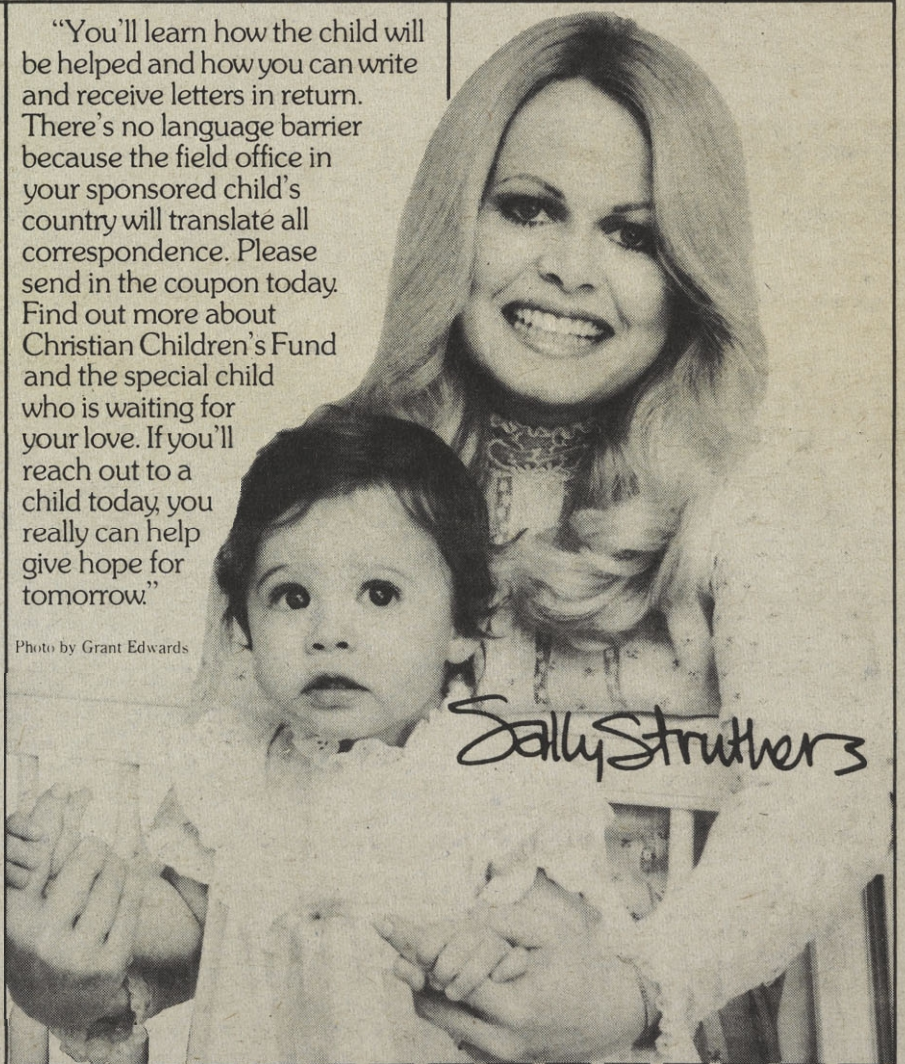 “You’ll learn how the child will
be helped and how you can write
and receive letters in return.
There’s no language barrier
because the field office in
your sponsored child’s
country will translate all
correspondence. Please
send in the coupon today.
Find out more about
Christian Children’s Fund
and the special child
who is waiting for
your love. If you’ll
reach out to a
child today, you
really can help
give hope for
tomorrow.”
Photo by Grant Edwards
Sally Struthers